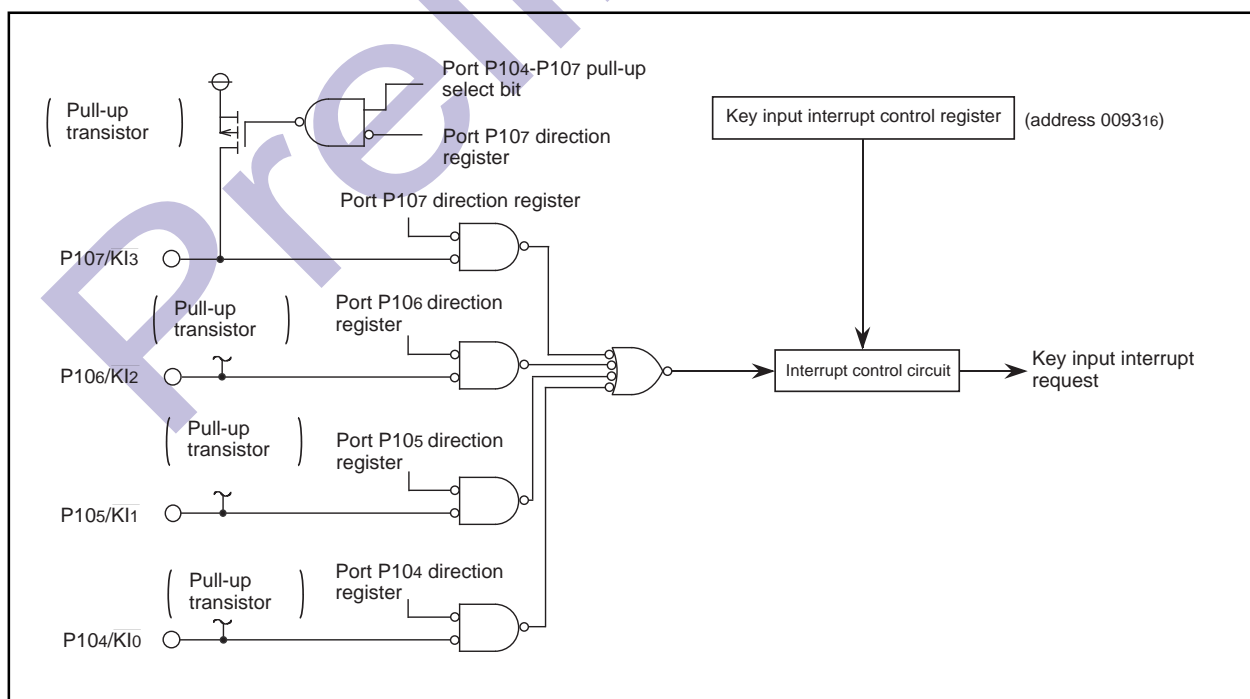 Preli
Port P104-P107 pull-up
select bit
( Pull-up
transistor )
Port P107 direction
register
Key input interrupt control register
(address 009316)
Port P107 direction register
P107/KI3
( Pull-up
transistor )
Port P106 direction
register
P106/KI2
Interrupt control circuit
Key input interrupt
request
( Pull-up
transistor )
Port P105 direction
register
P105/KI1
( Pull-up
transistor )
Port P104 direction
register
P104/KI0